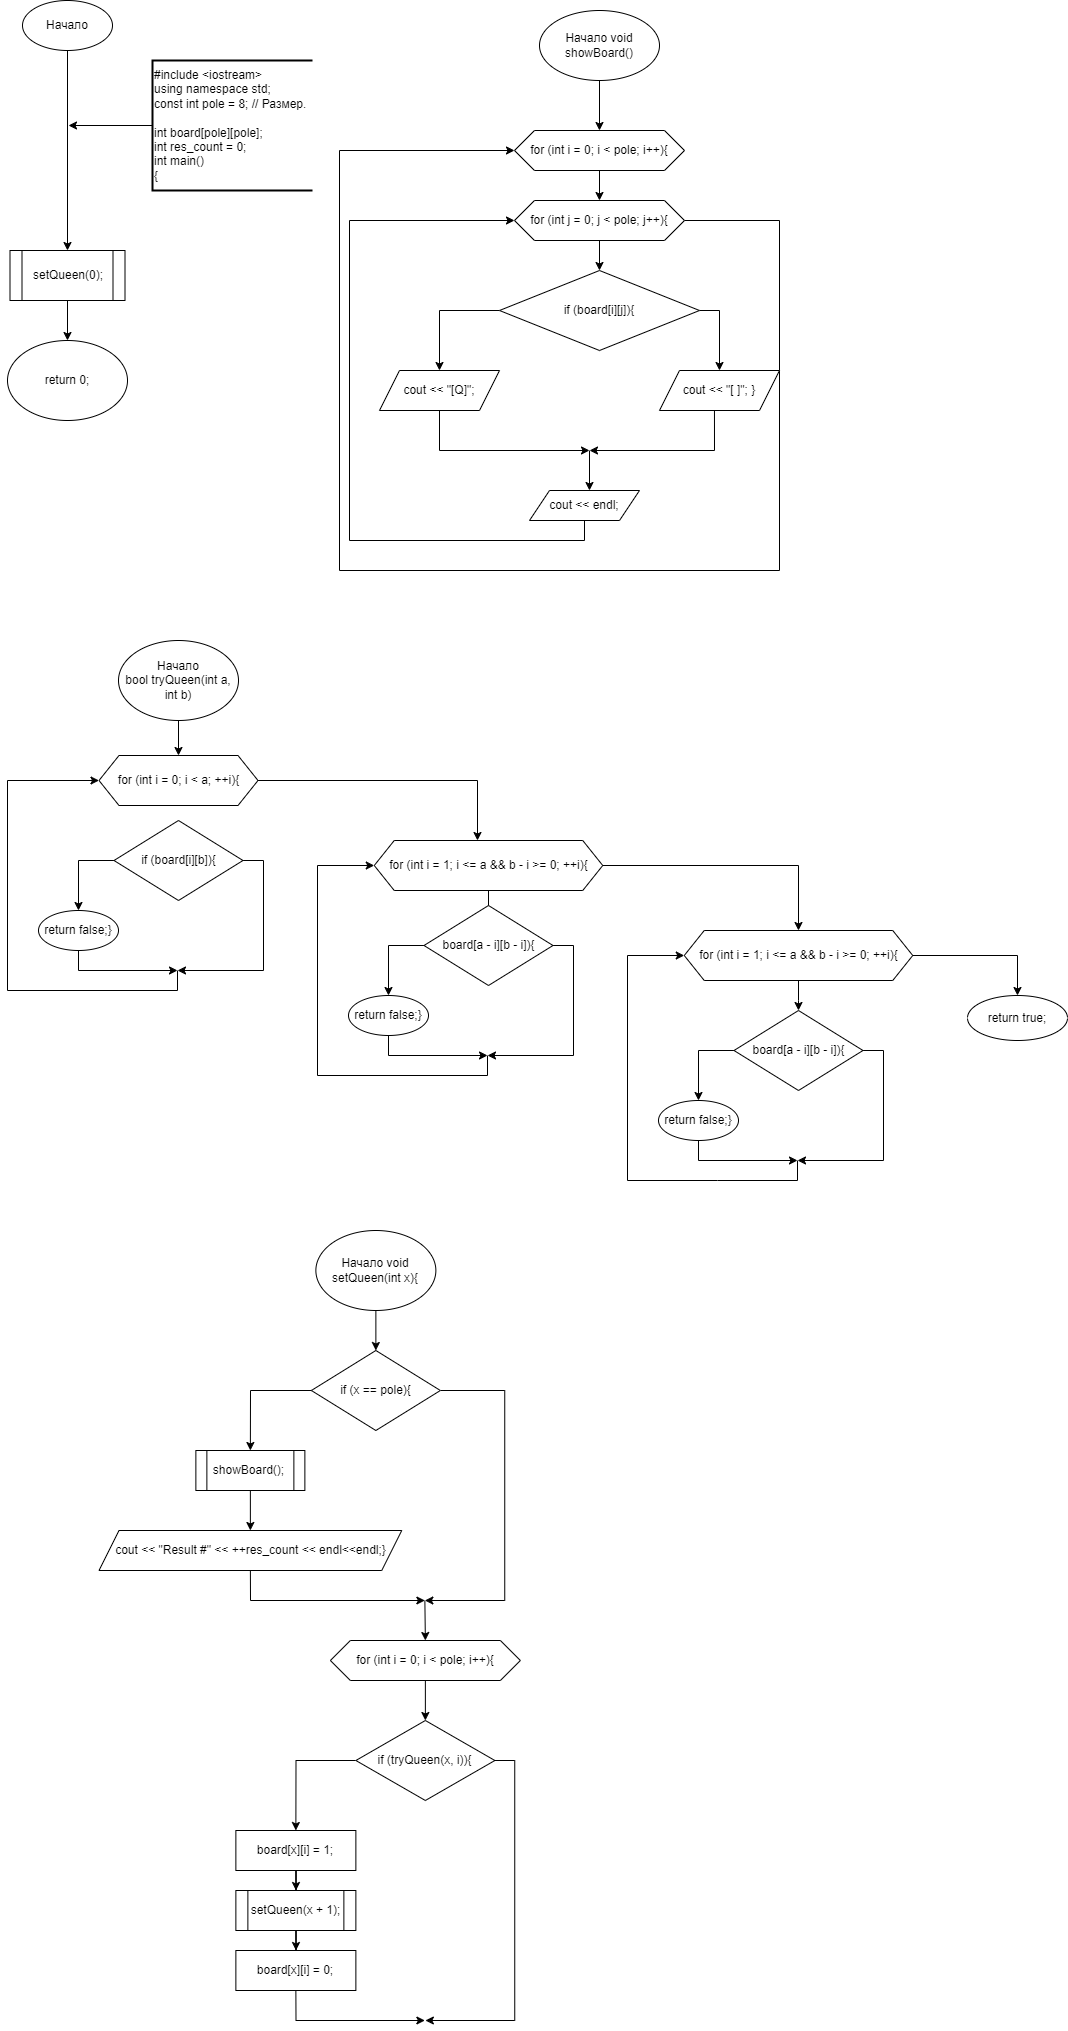 Начало
#include <iostream>
using namespace std;
const int pole = 8; // Размер.
int board[pole][pole];
int res_count = 0;
int main()
{
setQueen(0);
return 0;
Начало void
showBoard()
for (int i = 0; i < pole; i++){
for (int j = 0; j < pole; j++){
if (board[i][j]){
cout << "[Q]";
cout << "[ ]"; }
cout << endl;
Начало
bool tryQueen(int a,
int b)
for (int i = 0; i < a; ++i){
if (board[i][b]){
return false;}
for (int i = 1; i <= a && b - i >= 0; ++i){
board[a - i][b - i]){
return false;}
for (int i = 1; i <= a && b - i >= 0; ++i){
board[a - i][b - i]){
return false;}
return true;
Начало void
setQueen(int x){
if (x == pole){
showBoard();
cout << "Result #" << ++res_count << endl<<endl;}
for (int i = 0; i < pole; i++){
if (tryQueen(x, i)){
board[x][i] = 1;
setQueen(x + 1);
board[x][i] = 0;